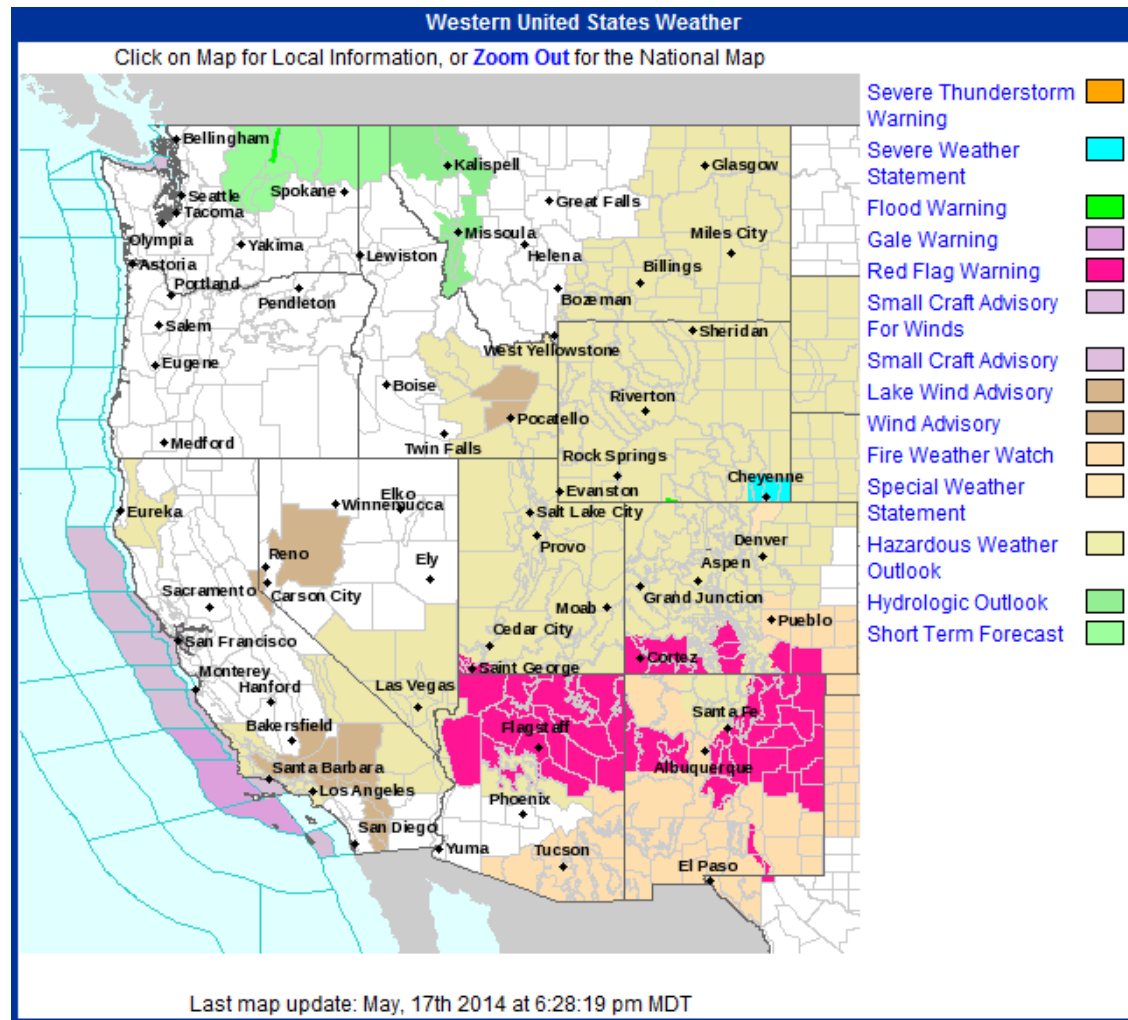 Western United States Weather
Click on Map for Local Information, or Zoom Out for the National Map
Bellingham
Seattle
Tacoma
Olympia
Spokane
Yakima
Astoria
Portland
Pendleton
Lewiston
Salem
Eugene
Medford
Kalispell
Missoula
Great Falls
Helena
Glasgow
Miles City
Billings
Bozeman
West Yellowstone
Sheridan
Boise
Pocatello
Twin Falls
Riverton
Rock Springs
Cheyenne
Evanston
Eureka
Elko
Winnemucca
Reno
Carson City
Ely
Sacramento
San Francisco
Monterey
Hanford
Bakersfield
Las Vegas
Santa Barbara
Los Angeles
San Diego
Salt Lake City
Provo
Moab
Cedar City
Saint George
Denver
Aspen
Grand Junction
Pueblo
Cortez
Flagstaff
Santa Fe
Albuquerque
Phoenix
Yuma
Tucson
El Paso
Severe Thunderstorm
Warning
Severe Weather
Statement
Flood Warning
Gale Warning
Red Flag Warning
Small Craft Advisory
For Winds
Small Craft Advisory
Lake Wind Advisory
Wind Advisory
Fire Weather Watch
Special Weather
Statement
Hazardous Weather
Outlook
Hydrologic Outlook
Short Term Forecast
Last map update: May, 17th 2014 at 6:28:19 pm MDT